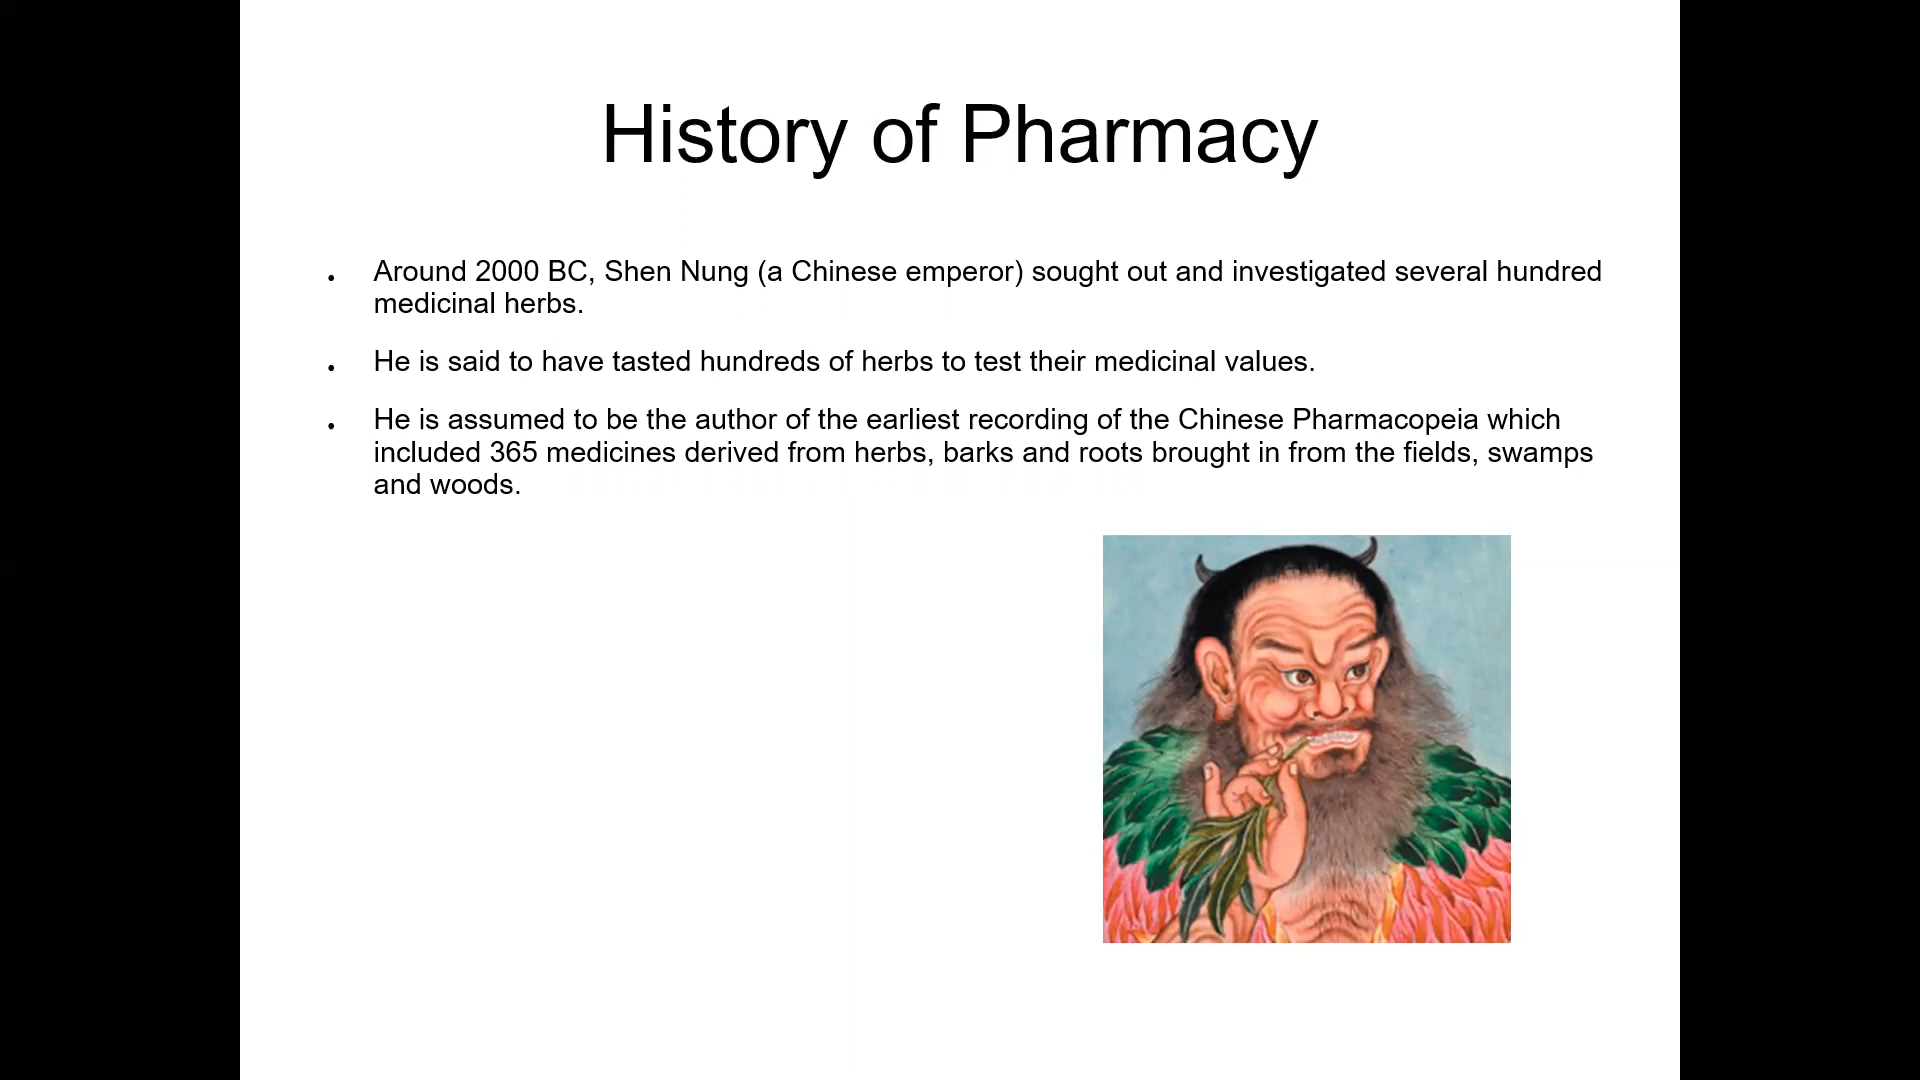 History of Pharmacy
• Around 2000 BC, Shen Nung (a Chinese emperor) sought out and investigated several hundred
medicinal herbs.
• He is said to have tasted hundreds of herbs to test their medicinal values.
• He is assumed to be the author of the earliest recording of the Chinese Pharmacopeia which
included 365 medicines derived from herbs, barks and roots brought in from the fields, swamps
and woods.